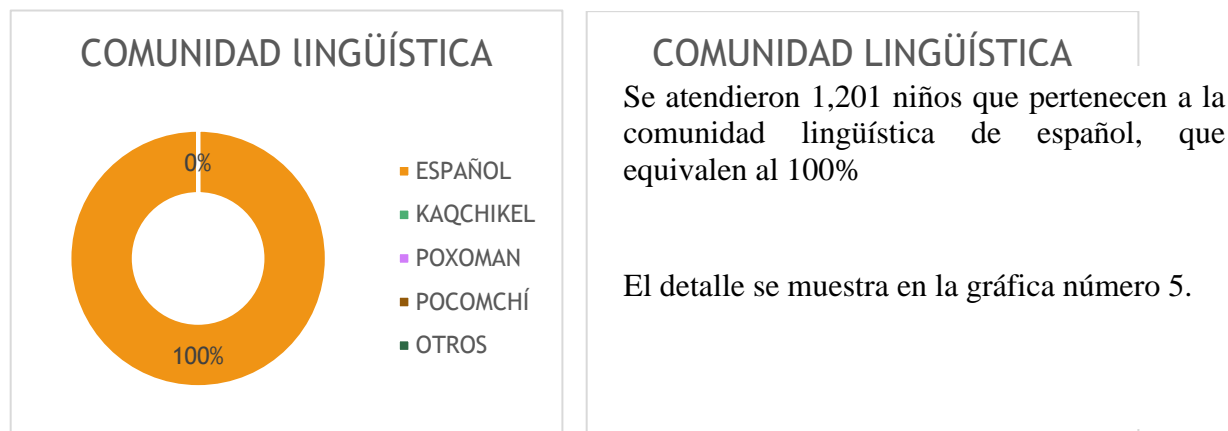 COMUNIDAD lINGÜÍSTICA
0%
100%
ESPAÑOL
KAQCHIKEL
POXOMAN
POCOMCHÍ
OTROS
COMUNIDAD LINGÜÍSTICA
Se atendieron 1,201 niños que pertenecen a la
comunidad lingüística de español, que
equivalen al 100%
El detalle se muestra en la gráfica número 5.